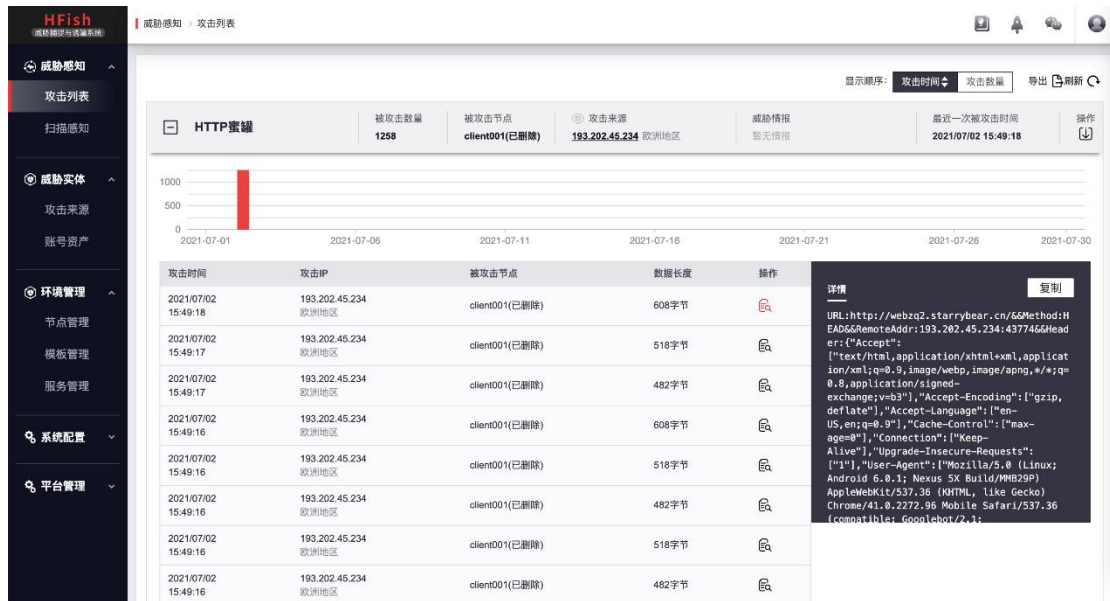 HFish
威胁捕捉与诱骗系统
威胁感知 > 攻击列表
威胁感知
攻击列表
扫描感知
威胁实体
攻击来源
账号资产
环境管理
节点管理
模板管理
服务管理
系统配置
平台管理
显示顺序: 攻击时间 攻击数量 导出 刷新
HTTP蜜罐
被攻击数量
1258
被攻击节点
client001(已删除)
攻击来源
193.202.45.234 欧洲地区
威胁情报
暂无情报
最近一次被攻击时间
2021/07/02 15:49:18
操作
1000
500
0
2021-07-01 2021-07-06 2021-07-11 2021-07-16 2021-07-21 2021-07-26 2021-07-30
攻击时间 攻击IP 被攻击节点 数据长度 操作
2021/07/02 193.202.45.234 client001(已删除) 608字节
15:49:18 欧洲地区
2021/07/02 193.202.45.234 client001(已删除) 518字节
15:49:17 欧洲地区
2021/07/02 193.202.45.234 client001(已删除) 482字节
15:49:17 欧洲地区
2021/07/02 193.202.45.234 client001(已删除) 608字节
15:49:16 欧洲地区
2021/07/02 193.202.45.234 client001(已删除) 518字节
15:49:16 欧洲地区
2021/07/02 193.202.45.234 client001(已删除) 482字节
15:49:16 欧洲地区
2021/07/02 193.202.45.234 client001(已删除) 518字节
15:49:16 欧洲地区
2021/07/02 193.202.45.234 client001(已删除) 482字节
15:49:16 欧洲地区
详情 复制
URL:http://webzq2.starrybear.cn/&&Method:H
EAD&&RemoteAddr:193.202.45.234:43774&&Head
er:{"Accept":
["text/html,application/xhtml+xml,applicat
ion/xml;q=0.9,image/webp,image/apng,*/*;q=
0.8,application/signed-
exchange;v=b3"],"Accept-Encoding":["gzip,
deflate"],"Accept-Language":["en-
US,en;q=0.9"],"Cache-Control":["max-
age=0"],"Connection":["Keep-
Alive"],"Upgrade-Insecure-Requests":
["1"],"User-Agent":["Mozilla/5.0 (Linux;
Android 6.0.1; Nexus 5X Build/MMB29P)
AppleWebKit/537.36 (KHTML, like Gecko)
Chrome/41.0.2272.96 Mobile Safari/537.36
(compatible; Googlebot/2.1;